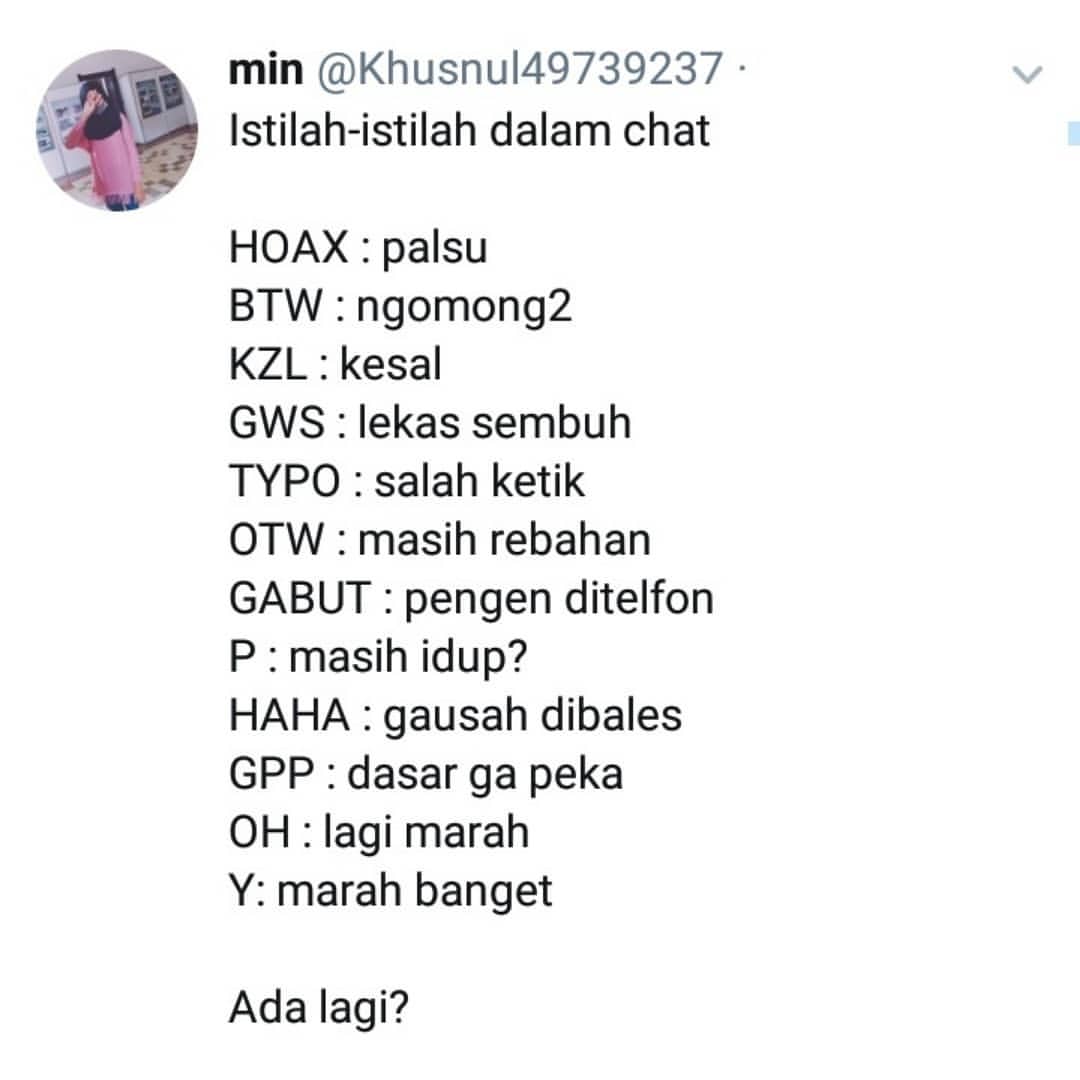 min @Khusnul49739237 ·
Istilah-istilah dalam chat
HOAX : palsu
BTW : ngomong2
KZL : kesal
GWS : lekas sembuh
TYPO : salah ketik
OTW : masih rebahan
GABUT : pengen ditelfon
P : masih idup?
HAHA : gausah dibales
GPP : dasar ga peka
OH : lagi marah
Y: marah banget
Ada lagi?